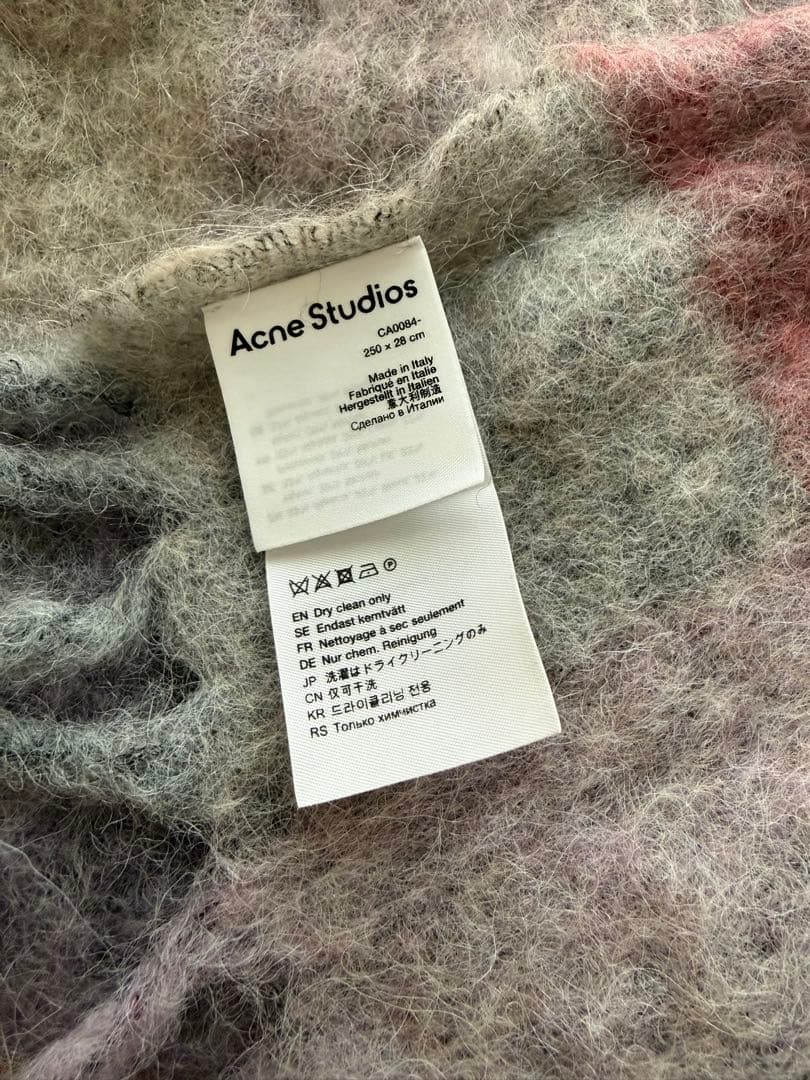 Acne Studios
CA0084-
250 x 28 cm
Made in Italy
Fabriqué en Italie
Hergestellt in Italien
意大利制造
Сделано в Италии
P
EN Dry clean only
SE Endast kemtvätt
FR Nettoyage à sec seulement
DE Nur chem. Reinigung
JP 洗濯はドライクリーニングのみ
CN 仅可干洗
KR 드라이클리닝 전용
RS Только химчистка